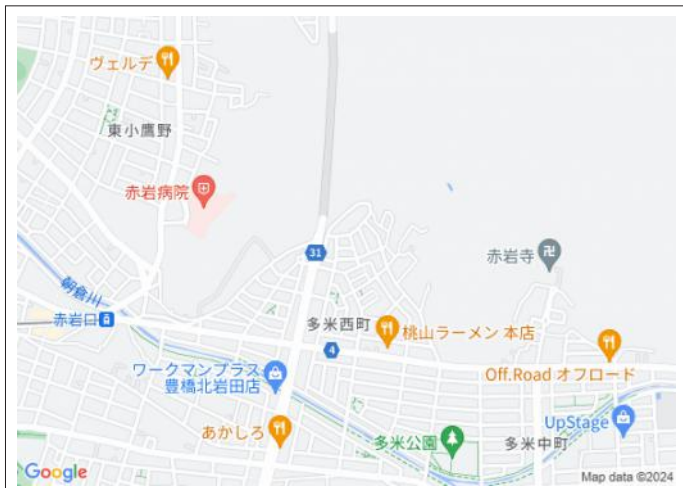 ヴェルデ
東小鷹野
赤岩病院
31
赤岩寺
朝倉川
赤岩口
多米西町
桃山ラーメン 本店
4
ワークマンプラス
豊橋北岩田店
Off.Road オフロード
あかしろ
多米公園
多米中町
UpStage
Google
Map data ©2024